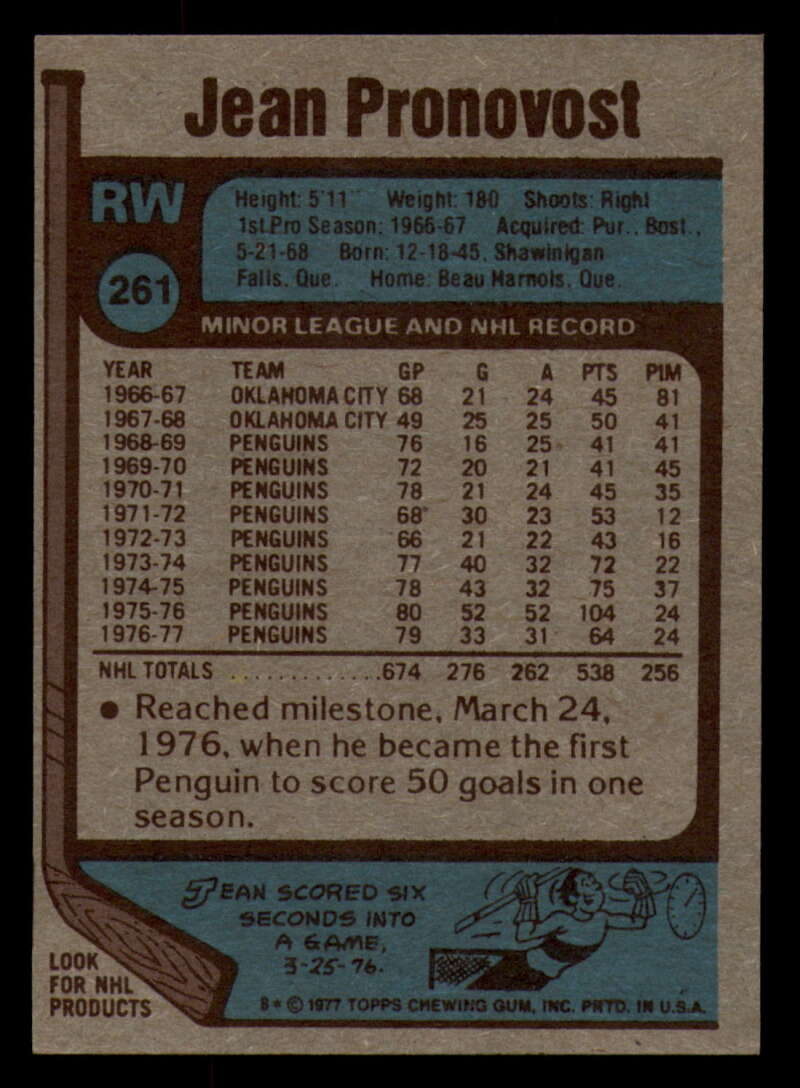 Jean Pronovost
RW
261
Height: 5'11" Weight: 180 Shoots: Right
1st Pro Season: 1966-67 Acquired: Pur., Bost.,
5-21-68 Born: 12-18-45, Shawinigan
Falls, Que. Home: Beau Harnois, Que.
MINOR LEAGUE AND NHL RECORD
YEAR TEAM GP G A PTS PIM
1966-67 OKLAHOMA CITY 68 21 24 45 81
1967-68 OKLAHOMA CITY 49 25 25 50 41
1968-69 PENGUINS 76 16 25 41 41
1969-70 PENGUINS 72 20 21 41 45
1970-71 PENGUINS 78 21 24 45 35
1971-72 PENGUINS 68 30 23 53 12
1972-73 PENGUINS 66 21 22 43 16
1973-74 PENGUINS 77 40 32 72 22
1974-75 PENGUINS 78 43 32 75 37
1975-76 PENGUINS 80 52 52 104 24
1976-77 PENGUINS 79 33 31 64 24
NHL TOTALS .............674 276 262 538 256
● Reached milestone, March 24,
1976, when he became the first
Penguin to score 50 goals in one
season.
JEAN SCORED SIX
SECONDS INTO
A GAME,
3-25-76.
LOOK
FOR NHL
PRODUCTS
B* © 1977 TOPPS CHEWING GUM, INC. PRTD. IN U.S.A.